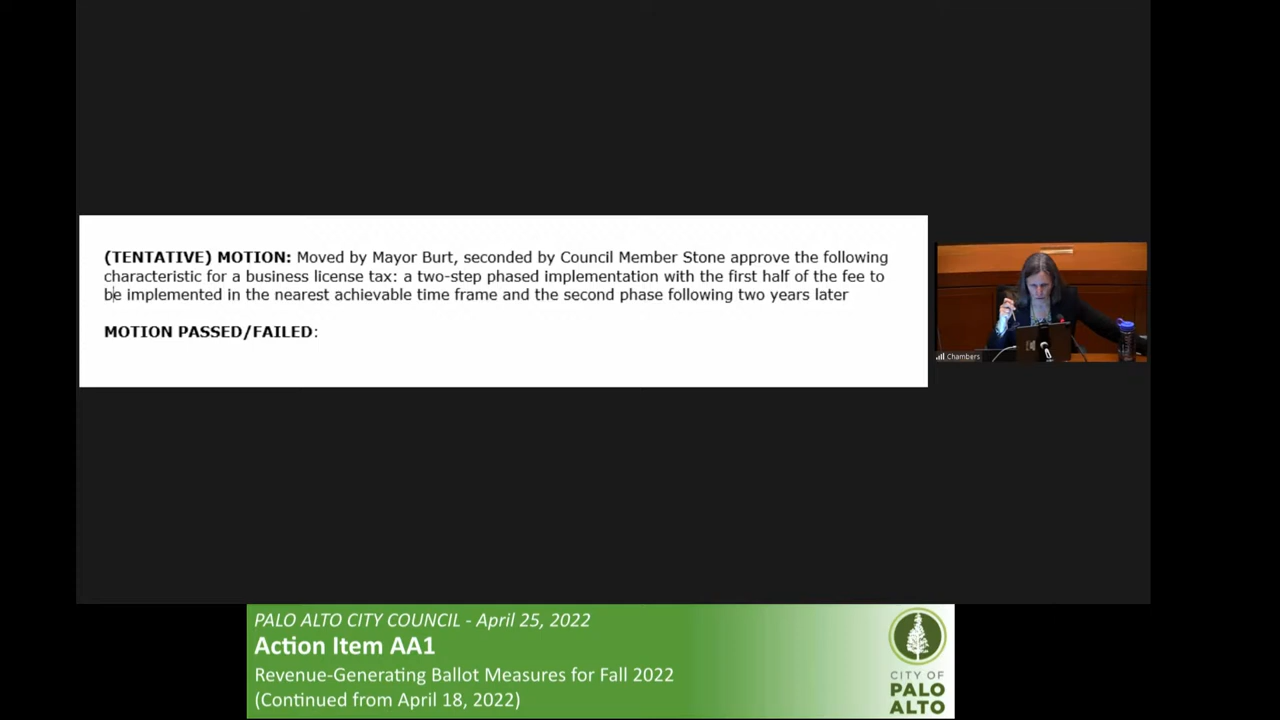 (TENTATIVE) MOTION: Moved by Mayor Burt, seconded by Council Member Stone approve the following
characteristic for a business license tax: a two-step phased implementation with the first half of the fee to
be implemented in the nearest achievable time frame and the second phase following two years later
MOTION PASSED/FAILED:
Chambers
PALO ALTO CITY COUNCIL - April 25, 2022
Action Item AA1
Revenue-Generating Ballot Measures for Fall 2022
(Continued from April 18, 2022)
CITY OF
PALO
ALTO